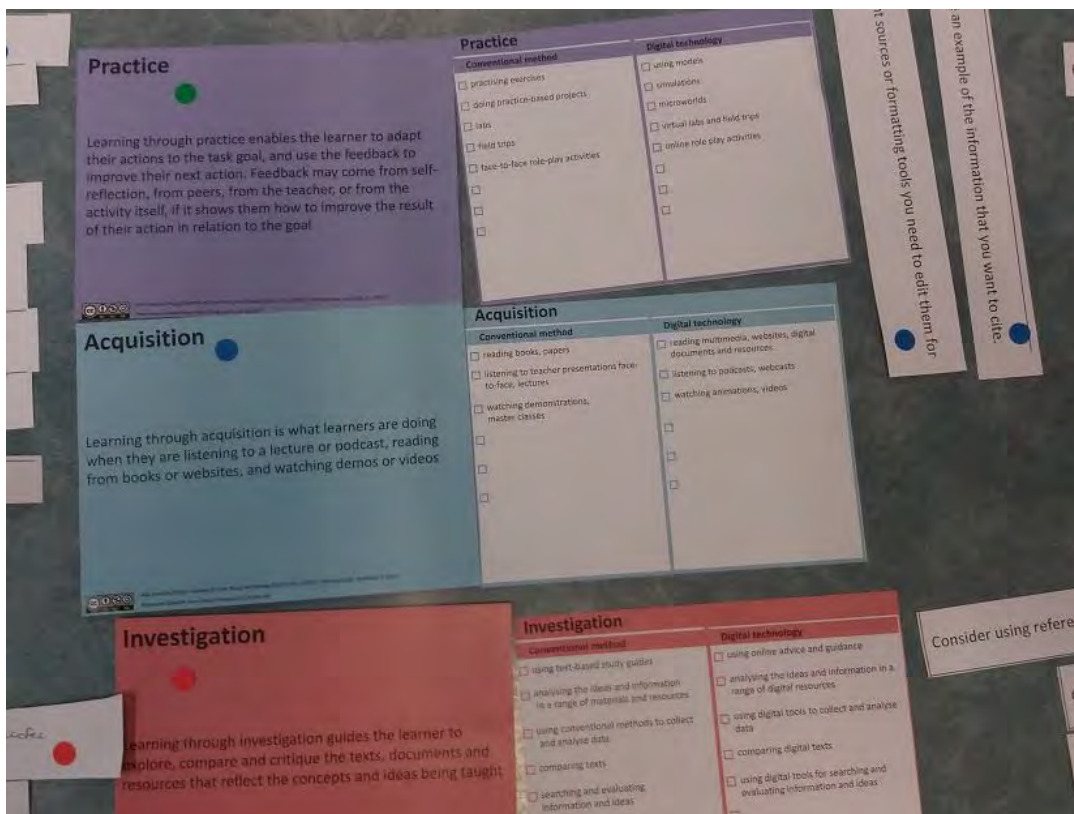 Practice
Learning through practice enables the learner to adapt
their actions to the task goal, and use the feedback to
improve their next action. Feedback may come from self-
reflection, from peers, from the teacher, or from the
activity itself, if it shows them how to improve the result
of their action in relation to the goal
Practice
Conventional method
practising exercises
doing practice-based projects
labs
field trips
face-to-face role-play activities
Digital technology
using models
simulations
microworlds
virtual labs and field trips
online role play activities
Acquisition
Learning through acquisition is what learners are doing
when they are listening to a lecture or podcast, reading
from books or websites, and watching demos or videos
Acquisition
Conventional method
reading books, papers
listening to teacher presentations face-
to-face, lectures
watching demonstrations,
master classes
Digital technology
reading multimedia, websites, digital
documents and resources
listening to podcasts, webcasts
watching animations, videos
Investigation
Learning through investigation guides the learner to
explore, compare and critique the texts, documents and
resources that reflect the concepts and ideas being taught
Investigation
Conventional method
using text-based study guides
analysing the ideas and information
in a range of materials and resources
using conventional methods to collect
and analyse data
comparing texts
searching and evaluating
information and ideas
Digital technology
using online advice and guidance
analysing the ideas and information in a
range of digital resources
using digital tools to collect and analyse
data
comparing digital texts
using digital tools for searching and
evaluating information and ideas
sources or formatting tools you need to edit them for
an example of the information that you want to cite.
Consider using refere